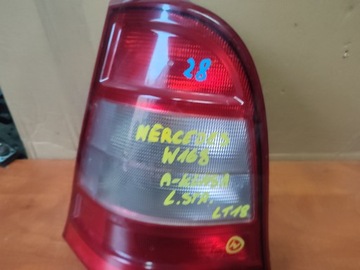 28
MERCEDES
W168
A-KLASA
L.STR.
LT18
N